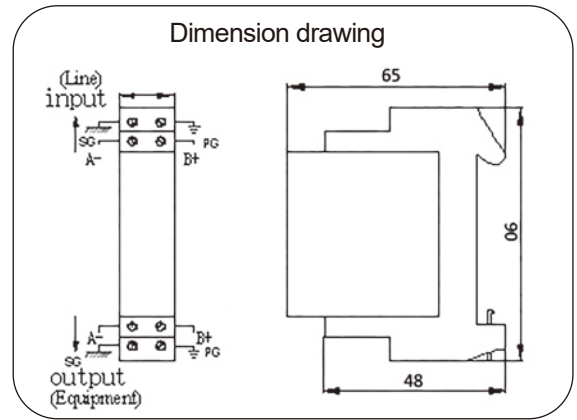 Dimension drawing
(Line)
input
SG
PG
A-
B+
65
90
A-
B+
SG
PG
output
(Equipment)
48